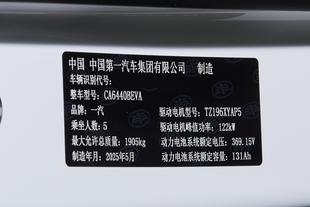 中国 中国第一汽车集团有限公司 制造
车辆识别代号:
整车型号: CA6440BEVA
品牌: 一汽 驱动电机型号: TZ196XYAP5
乘坐人数: 5 驱动电机峰值功率: 122kW
最大允许总质量: 1905kg 动力电池系统额定电压: 369.15V
制造年月: 2025年5月 动力电池系统额定容量: 131Ah